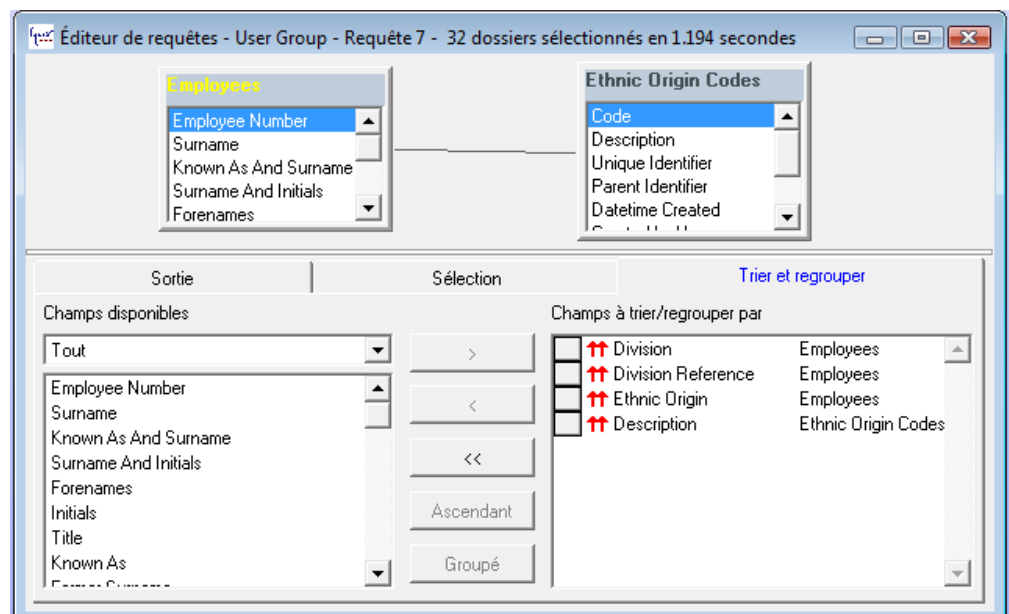 Éditeur de requêtes - User Group - Requête 7 - 32 dossiers sélectionnés en 1.194 secondes
Employees
Employee Number
Surname
Known As And Surname
Surname And Initials
Forenames
Ethnic Origin Codes
Code
Description
Unique Identifier
Parent Identifier
Datetime Created
Sortie
Sélection
Trier et regrouper
Champs disponibles
Tout
Employee Number
Surname
Known As And Surname
Surname And Initials
Forenames
Initials
Title
Known As
>
<
<<
Ascendant
Groupé
Champs à trier/regrouper par
Division Employees
Division Reference Employees
Ethnic Origin Employees
Description Ethnic Origin Codes